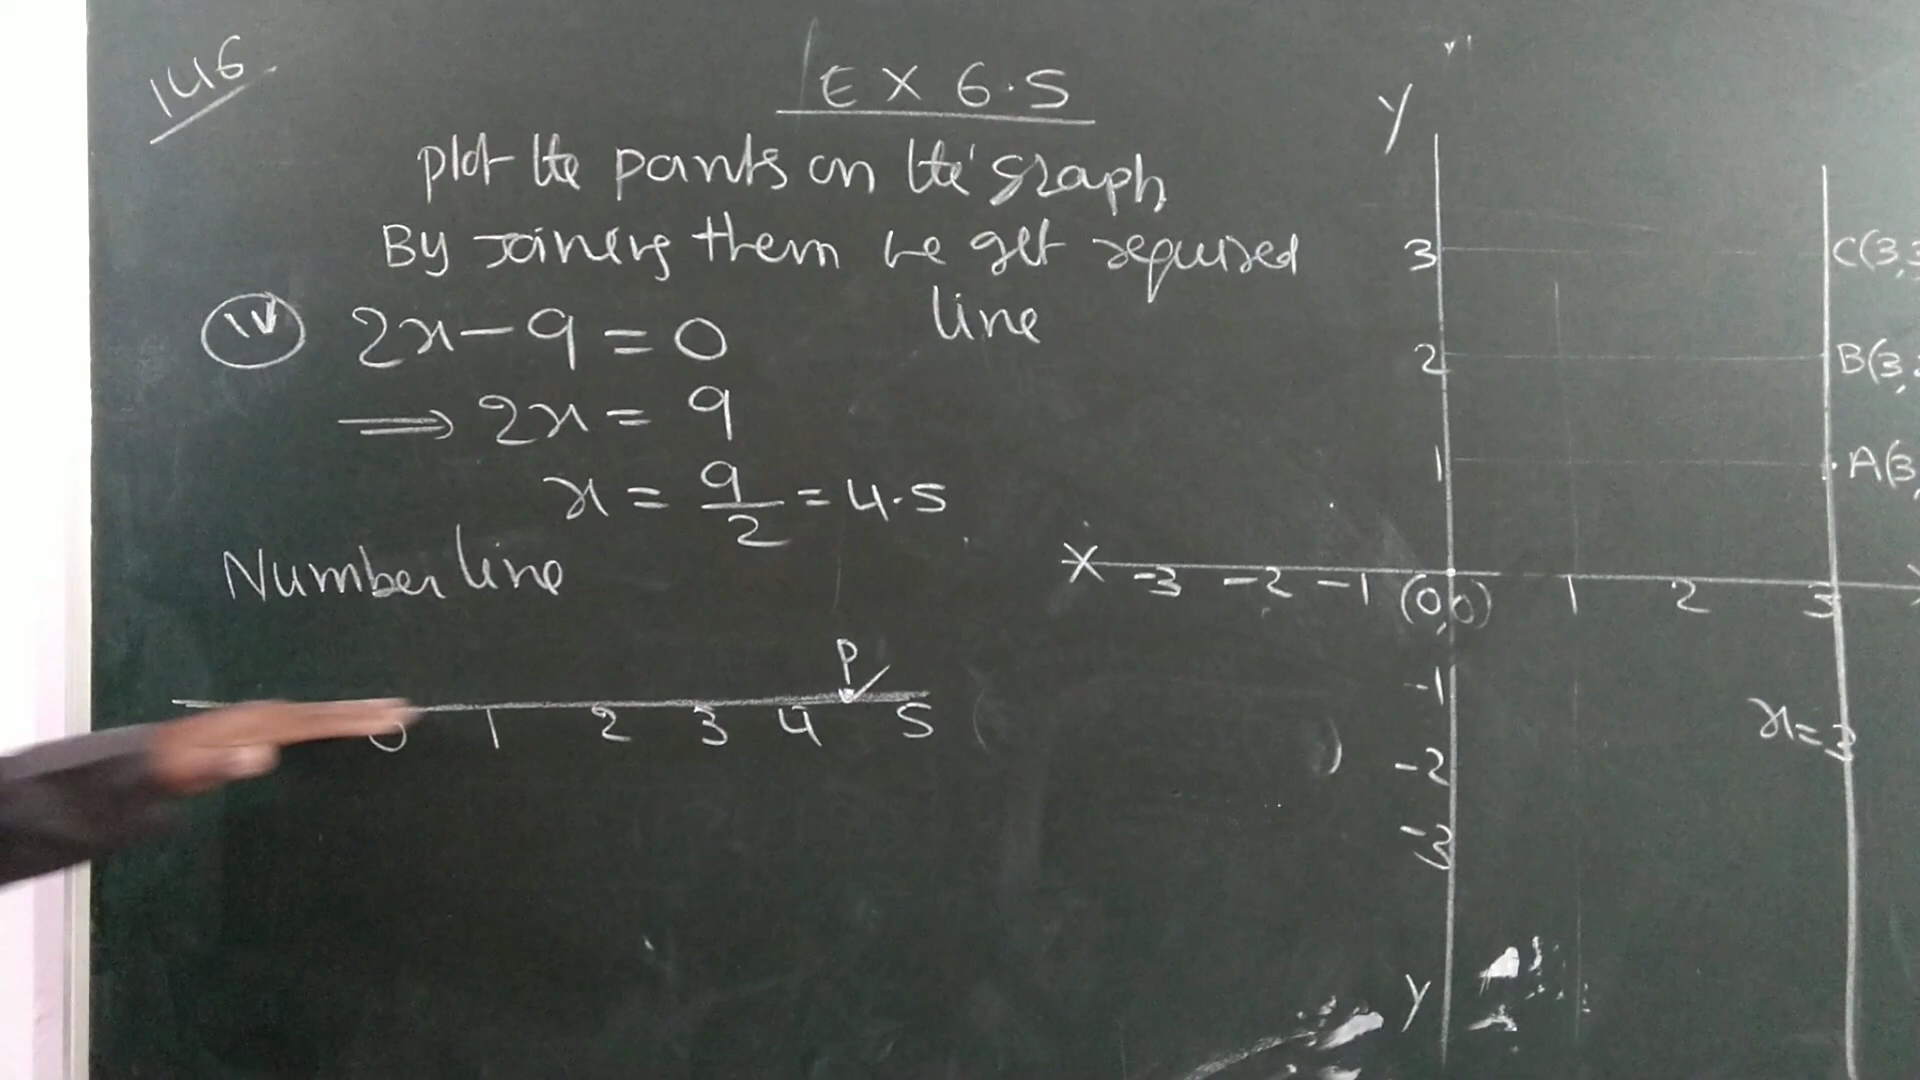 146
EX 6.5
plot the points on the graph
By joining them we get required
line
iv 2x-9=0
⟹ 2x = 9
x = 9/2 = 4.5
Number line
P
0 1 2 3 4 5
Y
3 C(3,3
2 B(3,
1 A(3,
X -3 -2 -1 (0,0) 1 2 3
-1
x=3
-2
-3
Y